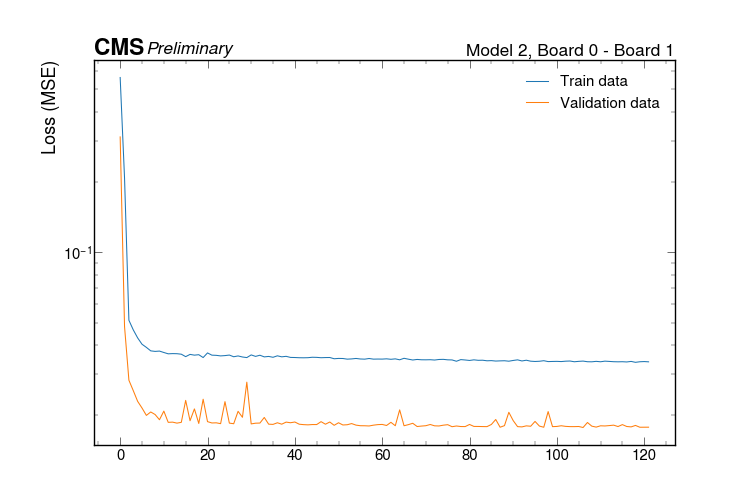 CMS Preliminary Model 2, Board 0 - Board 1
Loss (MSE)
Train data
Validation data
10⁻¹
0 20 40 60 80 100 120